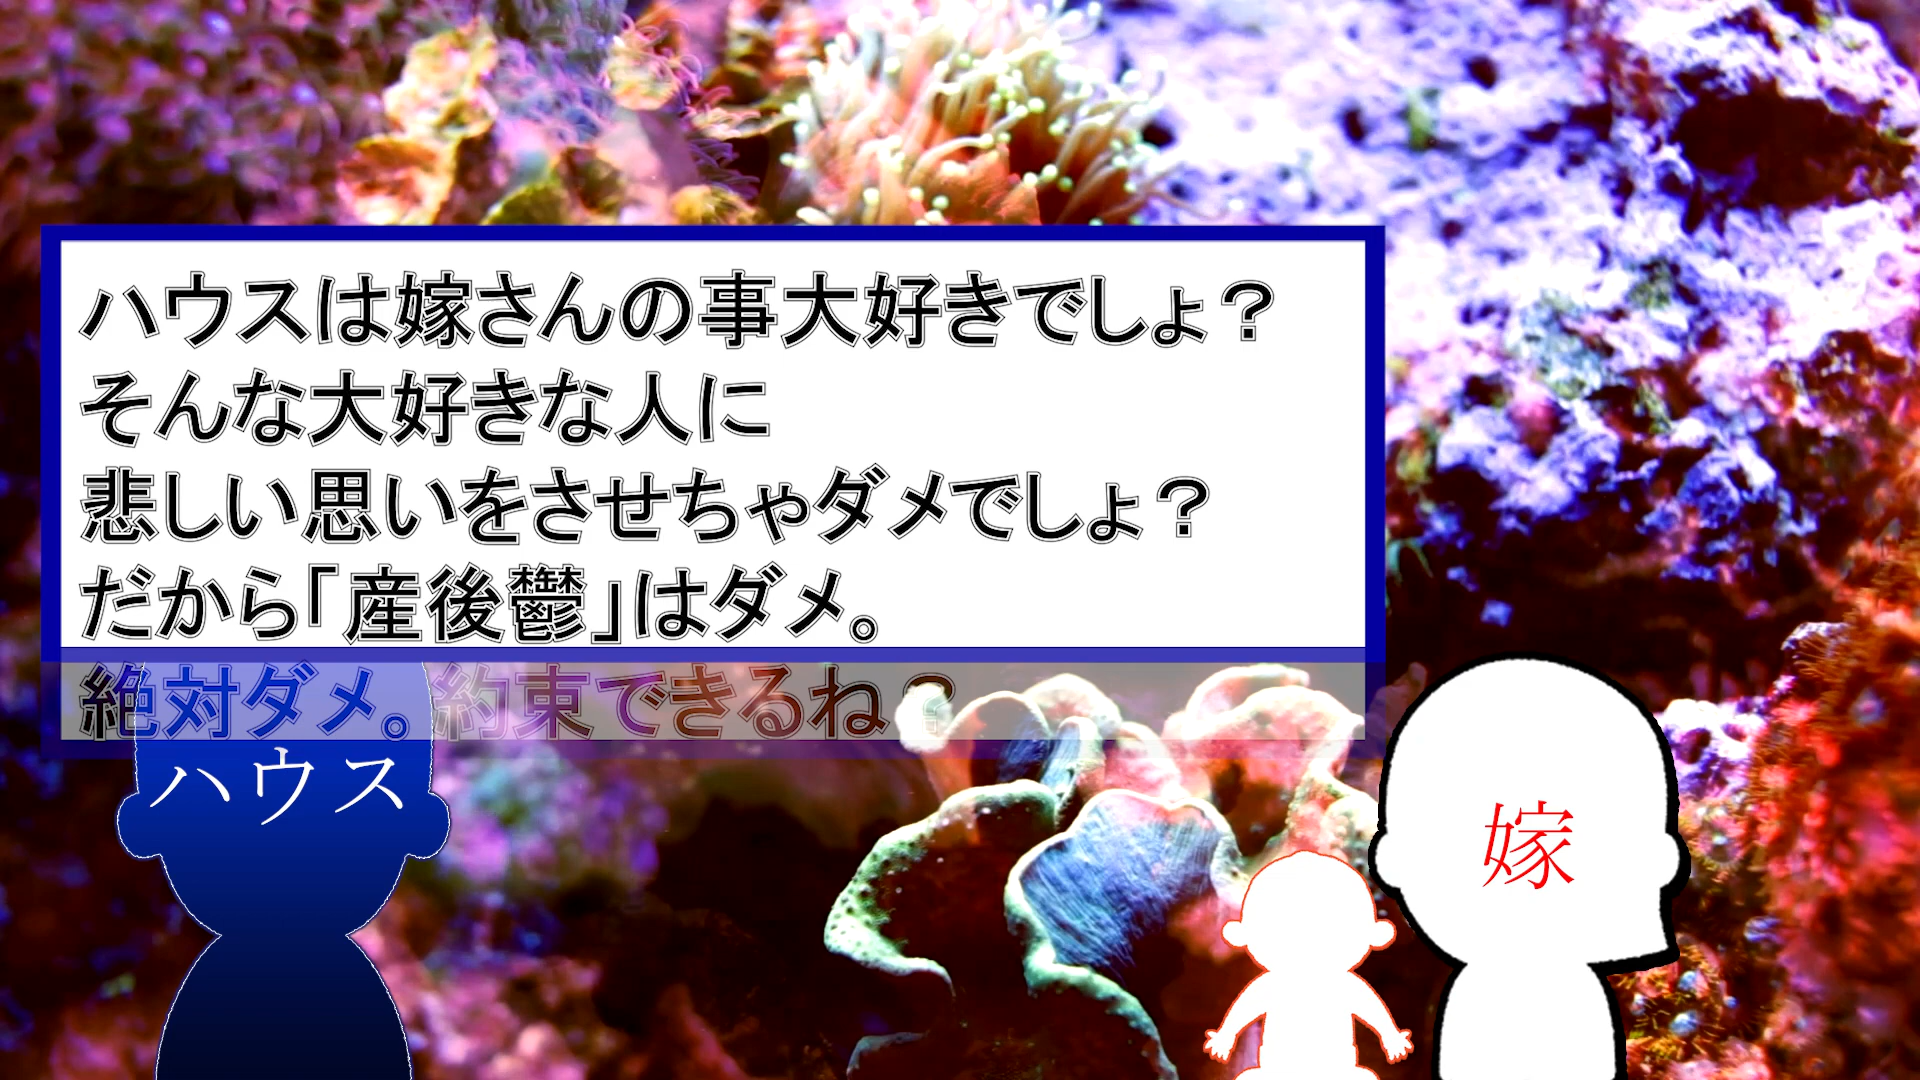 ハウスは嫁さんの事大好きでしょ？
そんな大好きな人に
悲しい思いをさせちゃダメでしょ？
だから「産後鬱」はダメ。
絶対ダメ。約束できるね？
ハウス
嫁